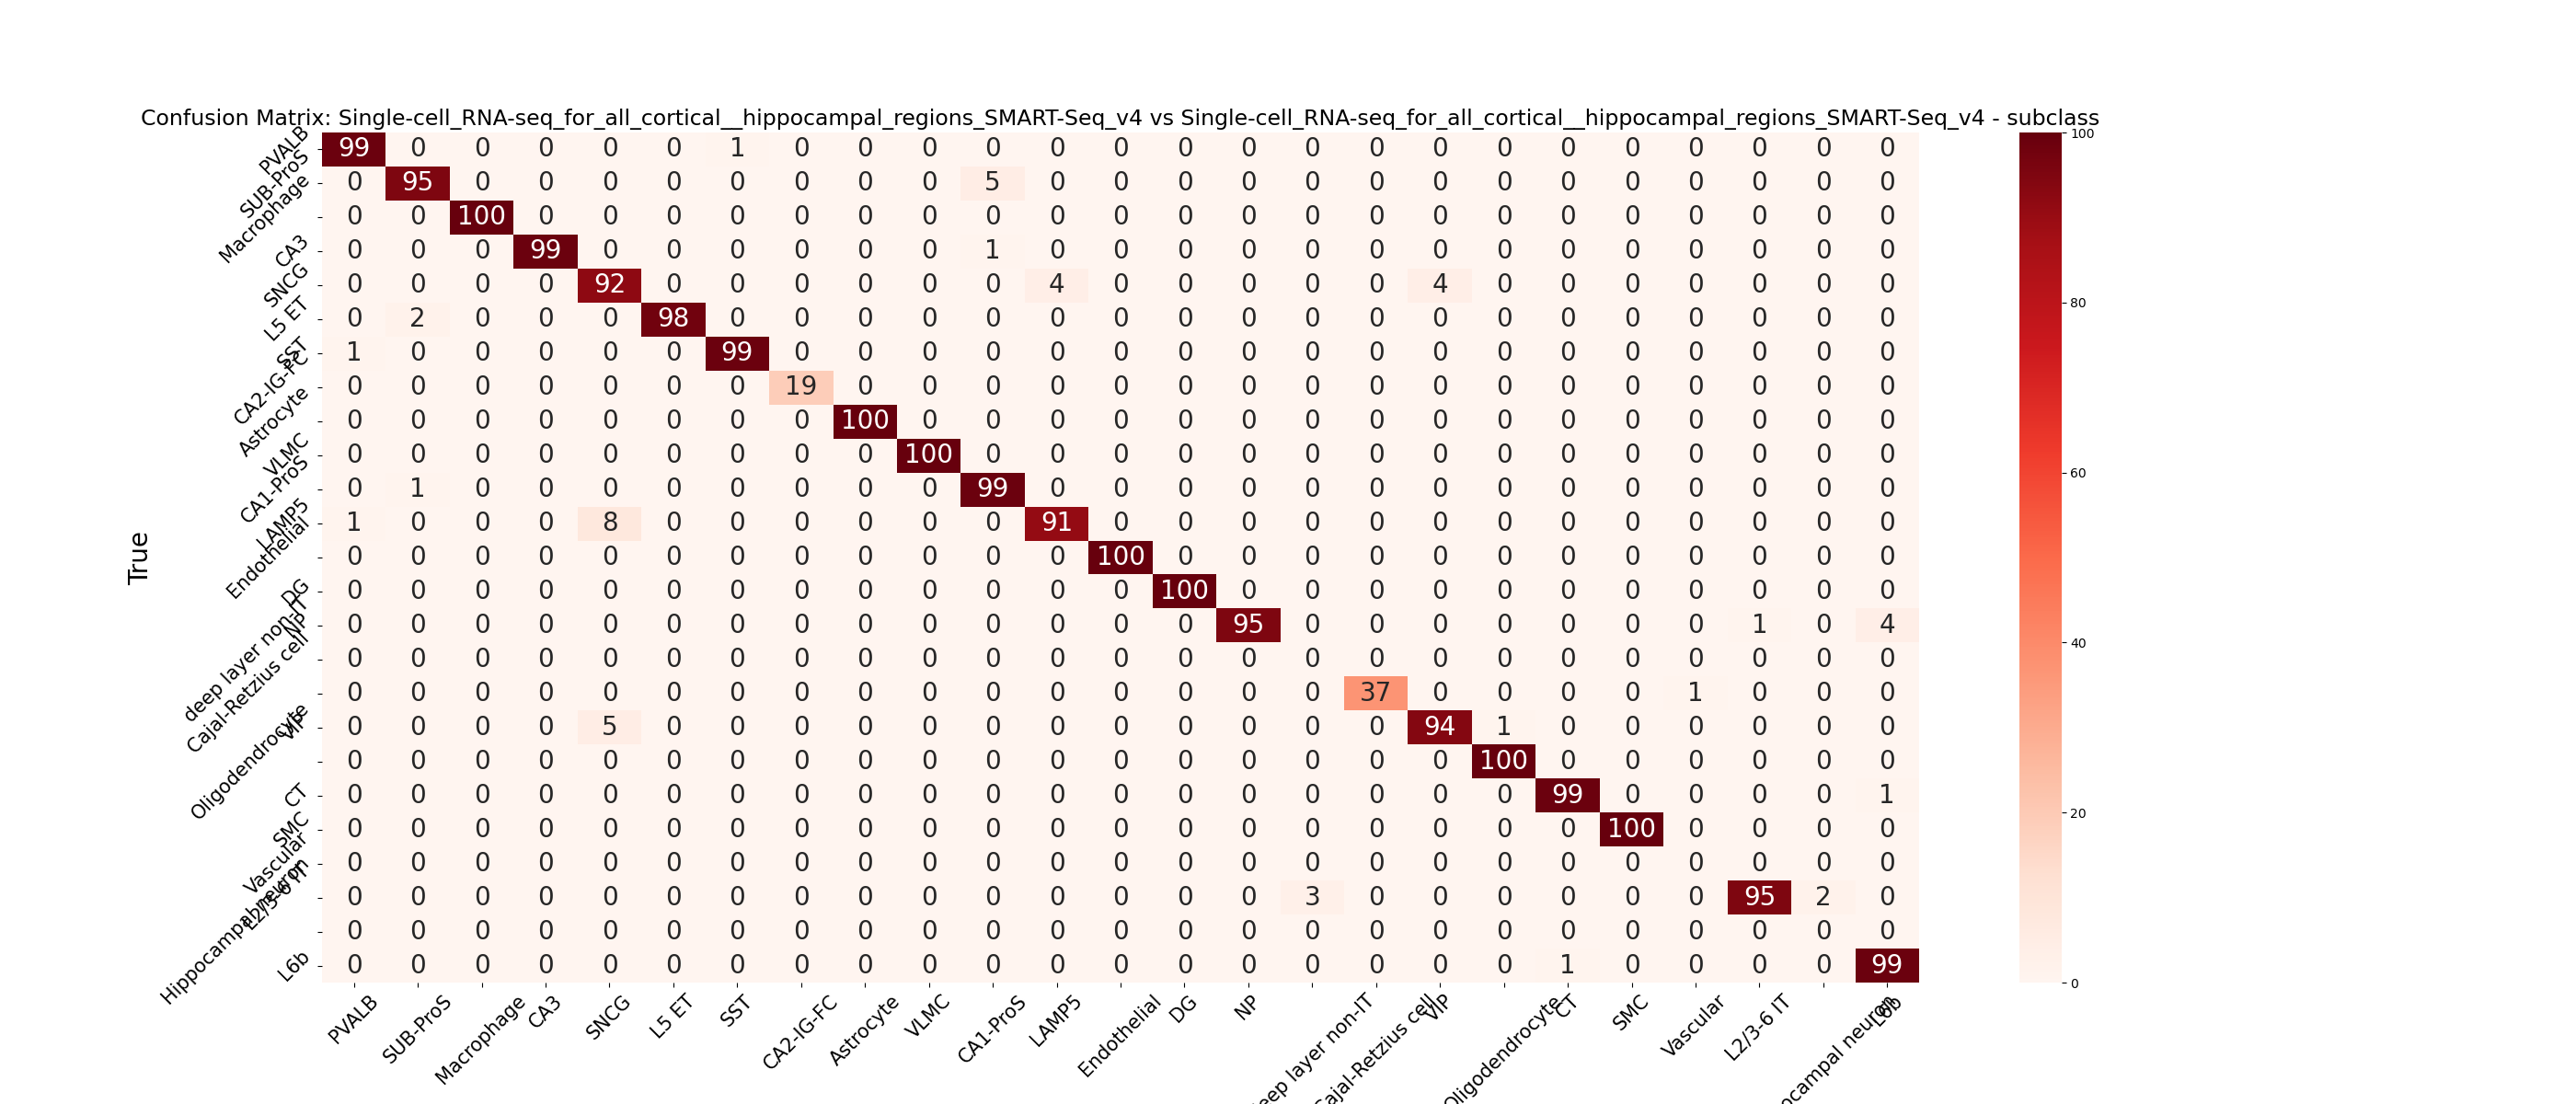 Confusion Matrix: Single-cell_RNA-seq_for_all_cortical__hippocampal_regions_SMART-Seq_v4 vs Single-cell_RNA-seq_for_all_cortical__hippocampal_regions_SMART-Seq_v4 - subclass
True
PVALB 99 0 0 0 0 0 1 0 0 0 0 0 0 0 0 0 0 0 0 0 0 0 0 0 0
SUB-ProS 0 95 0 0 0 0 0 0 0 0 5 0 0 0 0 0 0 0 0 0 0 0 0 0 0
Macrophage 0 0 100 0 0 0 0 0 0 0 0 0 0 0 0 0 0 0 0 0 0 0 0 0 0
CA3 0 0 0 99 0 0 0 0 0 0 1 0 0 0 0 0 0 0 0 0 0 0 0 0 0
SNCG 0 0 0 0 92 0 0 0 0 0 0 4 0 0 0 0 0 4 0 0 0 0 0 0 0
L5 ET 0 2 0 0 0 98 0 0 0 0 0 0 0 0 0 0 0 0 0 0 0 0 0 0 0
SST 1 0 0 0 0 0 99 0 0 0 0 0 0 0 0 0 0 0 0 0 0 0 0 0 0
CA2-IG-FC 0 0 0 0 0 0 0 19 0 0 0 0 0 0 0 0 0 0 0 0 0 0 0 0 0
Astrocyte 0 0 0 0 0 0 0 0 100 0 0 0 0 0 0 0 0 0 0 0 0 0 0 0 0
VLMC 0 0 0 0 0 0 0 0 0 100 0 0 0 0 0 0 0 0 0 0 0 0 0 0 0
CA1-ProS 0 1 0 0 0 0 0 0 0 0 99 0 0 0 0 0 0 0 0 0 0 0 0 0 0
LAMP5 1 0 0 0 8 0 0 0 0 0 0 91 0 0 0 0 0 0 0 0 0 0 0 0 0
Endothelial 0 0 0 0 0 0 0 0 0 0 0 0 100 0 0 0 0 0 0 0 0 0 0 0 0
DG 0 0 0 0 0 0 0 0 0 0 0 0 0 100 0 0 0 0 0 0 0 0 0 0 0
NP 0 0 0 0 0 0 0 0 0 0 0 0 0 0 95 0 0 0 0 0 0 0 1 0 4
deep layer non-IT 0 0 0 0 0 0 0 0 0 0 0 0 0 0 0 0 0 0 0 0 0 0 0 0 0
Cajal-Retzius cell 0 0 0 0 0 0 0 0 0 0 0 0 0 0 0 0 37 0 0 0 0 1 0 0 0
VIP 0 0 0 0 5 0 0 0 0 0 0 0 0 0 0 0 0 94 1 0 0 0 0 0 0
Oligodendrocyte 0 0 0 0 0 0 0 0 0 0 0 0 0 0 0 0 0 0 100 0 0 0 0 0 0
CT 0 0 0 0 0 0 0 0 0 0 0 0 0 0 0 0 0 0 0 99 0 0 0 0 1
SMC 0 0 0 0 0 0 0 0 0 0 0 0 0 0 0 0 0 0 0 0 100 0 0 0 0
Vascular 0 0 0 0 0 0 0 0 0 0 0 0 0 0 0 0 0 0 0 0 0 0 0 0 0
L2/3-6 IT 0 0 0 0 0 0 0 0 0 0 0 0 0 0 0 3 0 0 0 0 0 0 95 2 0
Hippocampal neuron 0 0 0 0 0 0 0 0 0 0 0 0 0 0 0 0 0 0 0 0 0 0 0 0 0
L6b 0 0 0 0 0 0 0 0 0 0 0 0 0 0 0 0 0 0 0 1 0 0 0 0 99
PVALB SUB-ProS Macrophage CA3 SNCG L5 ET SST CA2-IG-FC Astrocyte VLMC CA1-ProS LAMP5 Endothelial DG NP eep layer non-IT Cajal-Retzius cell VIP Oligodendrocyte CT SMC Vascular L2/3-6 IT ocampal neuron L6b
100
80
60
40
20
0